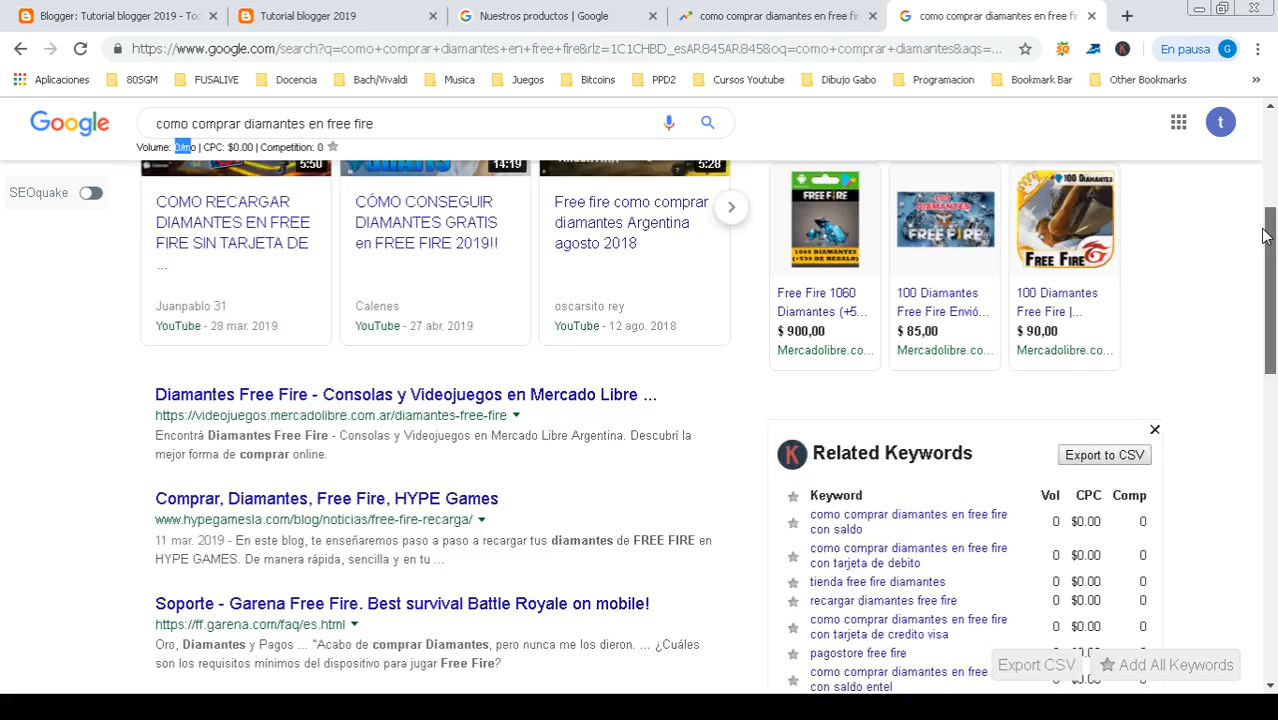 Blogger: Tutorial blogger 2019 - To
Tutorial blogger 2019
Nuestros productos | Google
como comprar diamantes en free fi
como comprar diamantes en free fir
https://www.google.com/search?q=como+comprar+diamantes+en+free+fire&rlz=1C1CHBD_esAR845AR845&oq=como+comprar+diamantes&aqs=...
En pausa
G
Aplicaciones
80SGM
FUSALIVE
Docencia
Bach/Vivaldi
Musica
Juegos
Bitcoins
PPD2
Cursos Youtube
Dibujo Gabo
Programacion
Bookmark Bar
Other Bookmarks
»
Google
como comprar diamantes en free fire
t
Volume: 0/mo | CPC: $0.00 | Competition: 0
SEOquake
5:50
14:19
5:28
COMO RECARGAR
DIAMANTES EN FREE
FIRE SIN TARJETA DE
...
Juanpablo 31
YouTube - 28 mar. 2019
CÓMO CONSEGUIR
DIAMANTES GRATIS
en FREE FIRE 2019!!
Calenes
YouTube - 27 abr. 2019
Free fire como comprar
diamantes Argentina
agosto 2018
oscarsito rey
YouTube - 12 ago. 2018
FREE FIRE
100 DIAMANTES
FREE FIRE
Free Fire 1060
Diamantes (+5...
$ 900,00
Mercadolibre.co...
100 Diamantes
Free Fire Envió...
$ 85,00
Mercadolibre.co...
100 Diamantes
Free Fire |...
$ 90,00
Mercadolibre.co...
Diamantes Free Fire - Consolas y Videojuegos en Mercado Libre ...
https://videojuegos.mercadolibre.com.ar/diamantes-free-fire
Encontrá Diamantes Free Fire - Consolas y Videojuegos en Mercado Libre Argentina. Descubrí la
mejor forma de comprar online.
Comprar, Diamantes, Free Fire, HYPE Games
www.hypegamesla.com/blog/noticias/free-fire-recarga/
11 mar. 2019 - En este blog, te enseñaremos paso a paso a recargar tus diamantes de FREE FIRE en
HYPE GAMES. De manera rápida, sencilla y en tu ...
Soporte - Garena Free Fire. Best survival Battle Royale on mobile!
https://ff.garena.com/faq/es.html
Oro, Diamantes y Pagos ... "Acabo de comprar Diamantes, pero nunca me los dieron. ... ¿Cuáles
son los requisitos mínimos del dispositivo para jugar Free Fire?
K
Related Keywords
Export to CSV
Keyword Vol CPC Comp
como comprar diamantes en free fire
con saldo 0 $0.00 0
como comprar diamantes en free fire
con tarjeta de debito 0 $0.00 0
tienda free fire diamantes 0 $0.00 0
recargar diamantes free fire 0 $0.00 0
como comprar diamantes en free fire
con tarjeta de credito visa 0 $0.00 0
pagostore free fire 0 $0.00 0
como comprar diamantes en free fire
con saldo entel
Export CSV
Add All Keywords